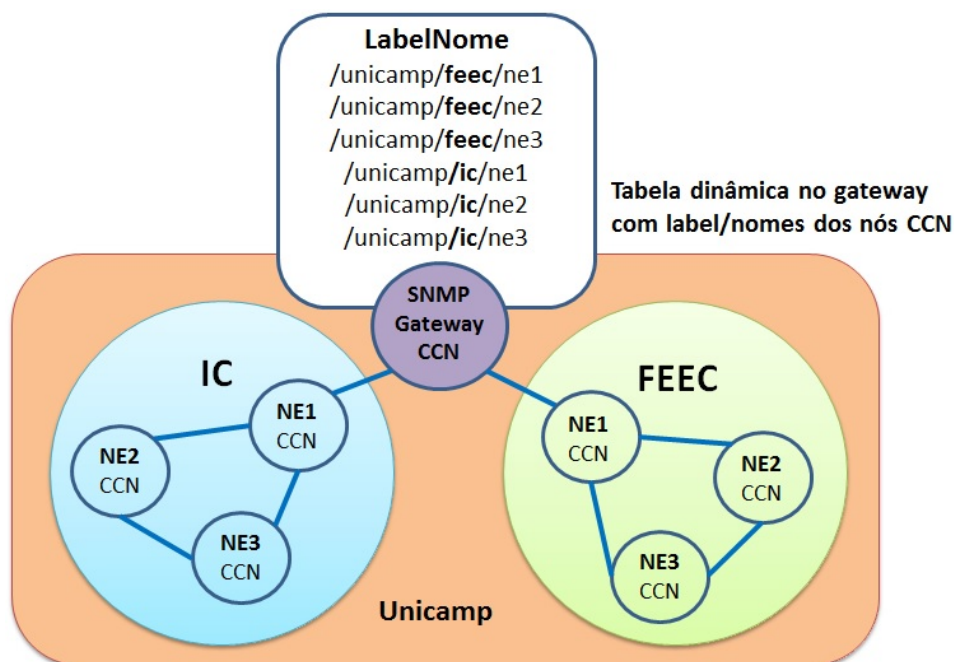 LabelNome
/unicamp/feec/ne1
/unicamp/feec/ne2
/unicamp/feec/ne3
/unicamp/ic/ne1
/unicamp/ic/ne2
/unicamp/ic/ne3
Tabela dinâmica no gateway
com label/nomes dos nós CCN
SNMP
Gateway
CCN
IC
NE1
CCN
NE2
CCN
NE3
CCN
FEEC
NE1
CCN
NE2
CCN
NE3
CCN
Unicamp